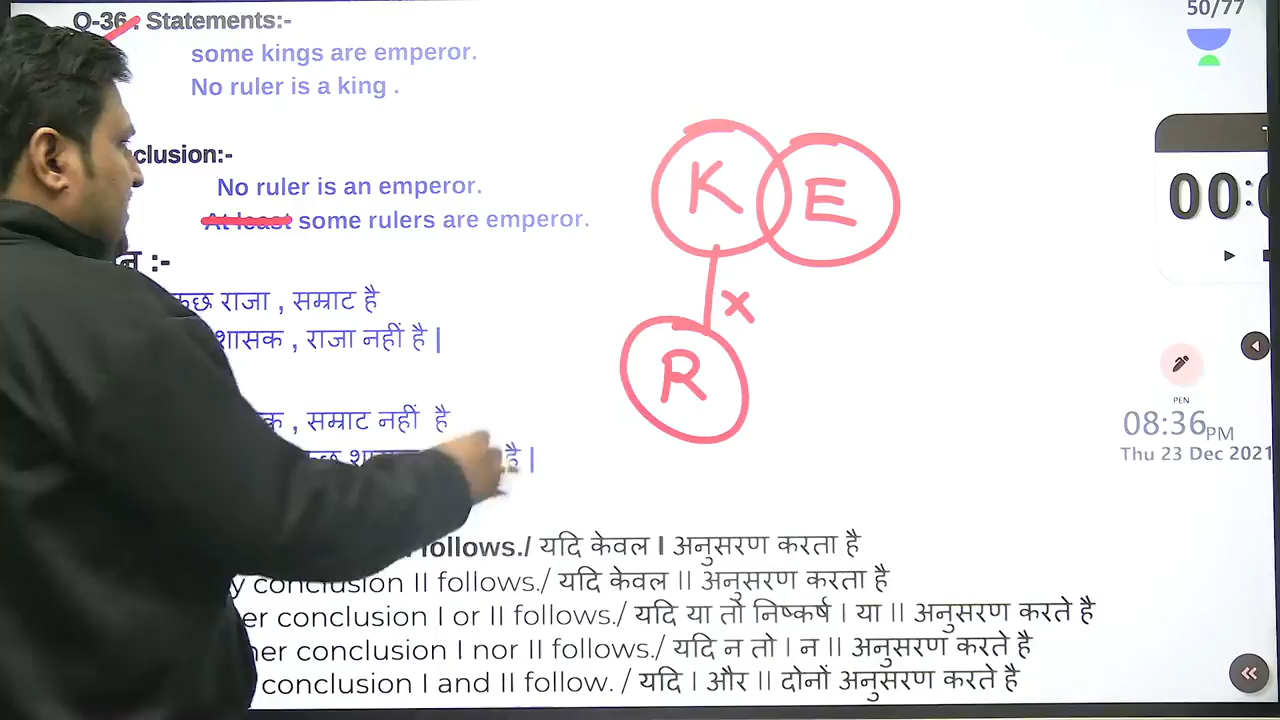 50/77
Q-36. Statements:-
some kings are emperor.
No ruler is a king .
clusion:-
No ruler is an emperor.
At least some rulers are emperor.
:-
राजा , सम्राट है
शासक , राजा नहीं है |
, सम्राट नहीं है
है |
follows./ यदि केवल I अनुसरण करता है
conclusion II follows./ यदि केवल II अनुसरण करता है
er conclusion I or II follows./ यदि या तो निष्कर्ष I या II अनुसरण करते है
her conclusion I nor II follows./ यदि न तो I न II अनुसरण करते है
conclusion I and II follow. / यदि I और II दोनों अनुसरण करते है
K E
x
R
00:
PEN
08:36PM
Thu 23 Dec 2021